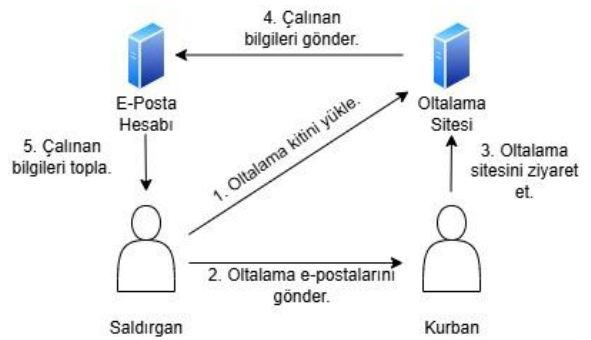 4. Çalınan
bilgileri gönder.
E-Posta
Hesabı
Oltalama
Sitesi
5. Çalınan
bilgileri topla.
1. Oltalama kitini yükle.
3. Oltalama
sitesini ziyaret
et.
2. Oltalama e-postalarını
gönder.
Saldırgan
Kurban